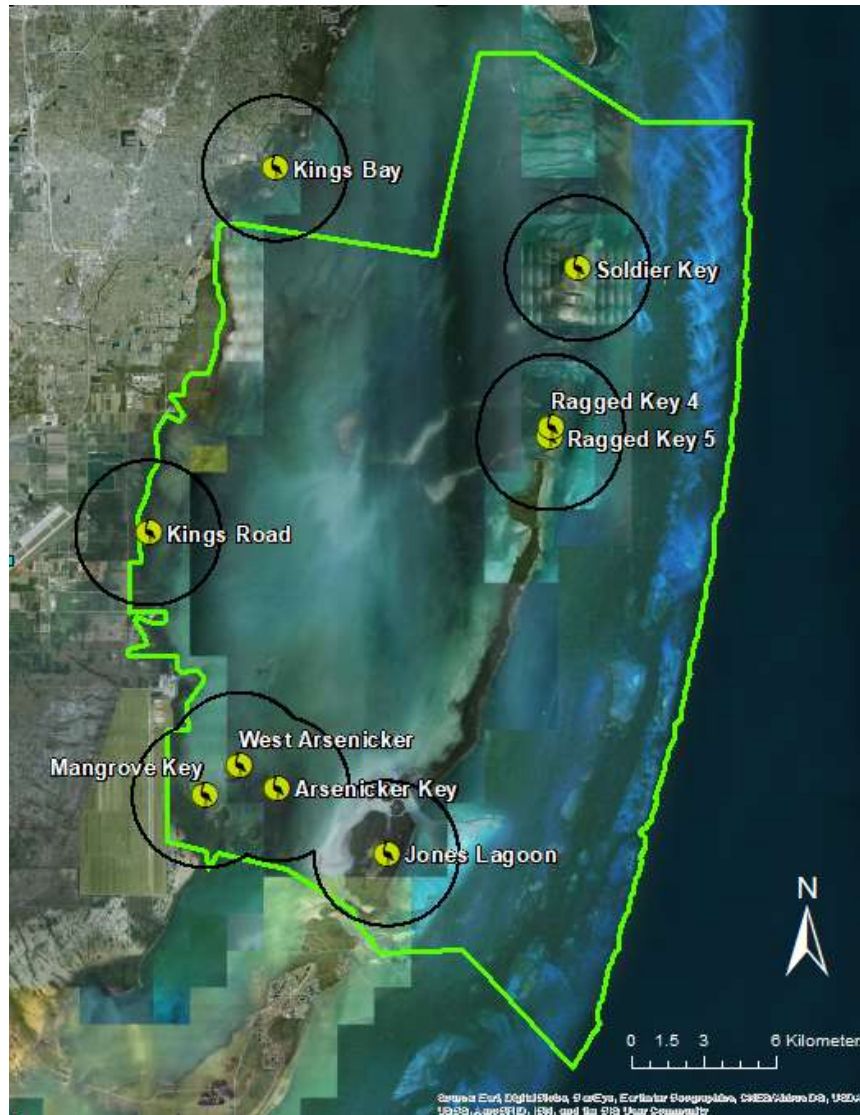 Kings Bay
Soldier Key
Ragged Key 4
Ragged Key 5
Kings Road
West Arsenicker
Mangrove Key
Arsenicker Key
Jones Lagoon
N
0 1.5 3 6 Kilometer